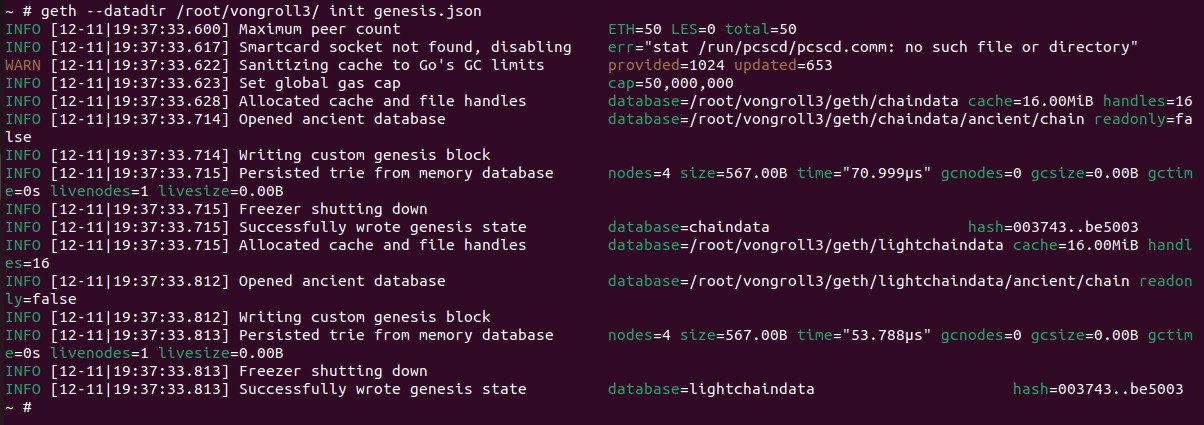 ~ # geth --datadir /root/vongroll3/ init genesis.json
INFO [12-11|19:37:33.600] Maximum peer count                       ETH=50 LES=0 total=50
INFO [12-11|19:37:33.617] Smartcard socket not found, disabling    err="stat /run/pcscd/pcscd.comm: no such file or directory"
WARN [12-11|19:37:33.622] Sanitizing cache to Go's GC limits       provided=1024 updated=653
INFO [12-11|19:37:33.623] Set global gas cap                       cap=50,000,000
INFO [12-11|19:37:33.628] Allocated cache and file handles         database=/root/vongroll3/geth/chaindata cache=16.00MiB handles=16
INFO [12-11|19:37:33.714] Opened ancient database                  database=/root/vongroll3/geth/chaindata/ancient/chain readonly=fa
lse
INFO [12-11|19:37:33.714] Writing custom genesis block
INFO [12-11|19:37:33.715] Persisted trie from memory database      nodes=4 size=567.00B time="70.999µs" gcnodes=0 gcsize=0.00B gctim
e=0s livenodes=1 livesize=0.00B
INFO [12-11|19:37:33.715] Freezer shutting down
INFO [12-11|19:37:33.715] Successfully wrote genesis state         database=chaindata                      hash=003743..be5003
INFO [12-11|19:37:33.715] Allocated cache and file handles         database=/root/vongroll3/geth/lightchaindata cache=16.00MiB handl
es=16
INFO [12-11|19:37:33.812] Opened ancient database                  database=/root/vongroll3/geth/lightchaindata/ancient/chain readon
ly=false
INFO [12-11|19:37:33.812] Writing custom genesis block
INFO [12-11|19:37:33.813] Persisted trie from memory database      nodes=4 size=567.00B time="53.788µs" gcnodes=0 gcsize=0.00B gctim
e=0s livenodes=1 livesize=0.00B
INFO [12-11|19:37:33.813] Freezer shutting down
INFO [12-11|19:37:33.813] Successfully wrote genesis state         database=lightchaindata                      hash=003743..be5003
~ #